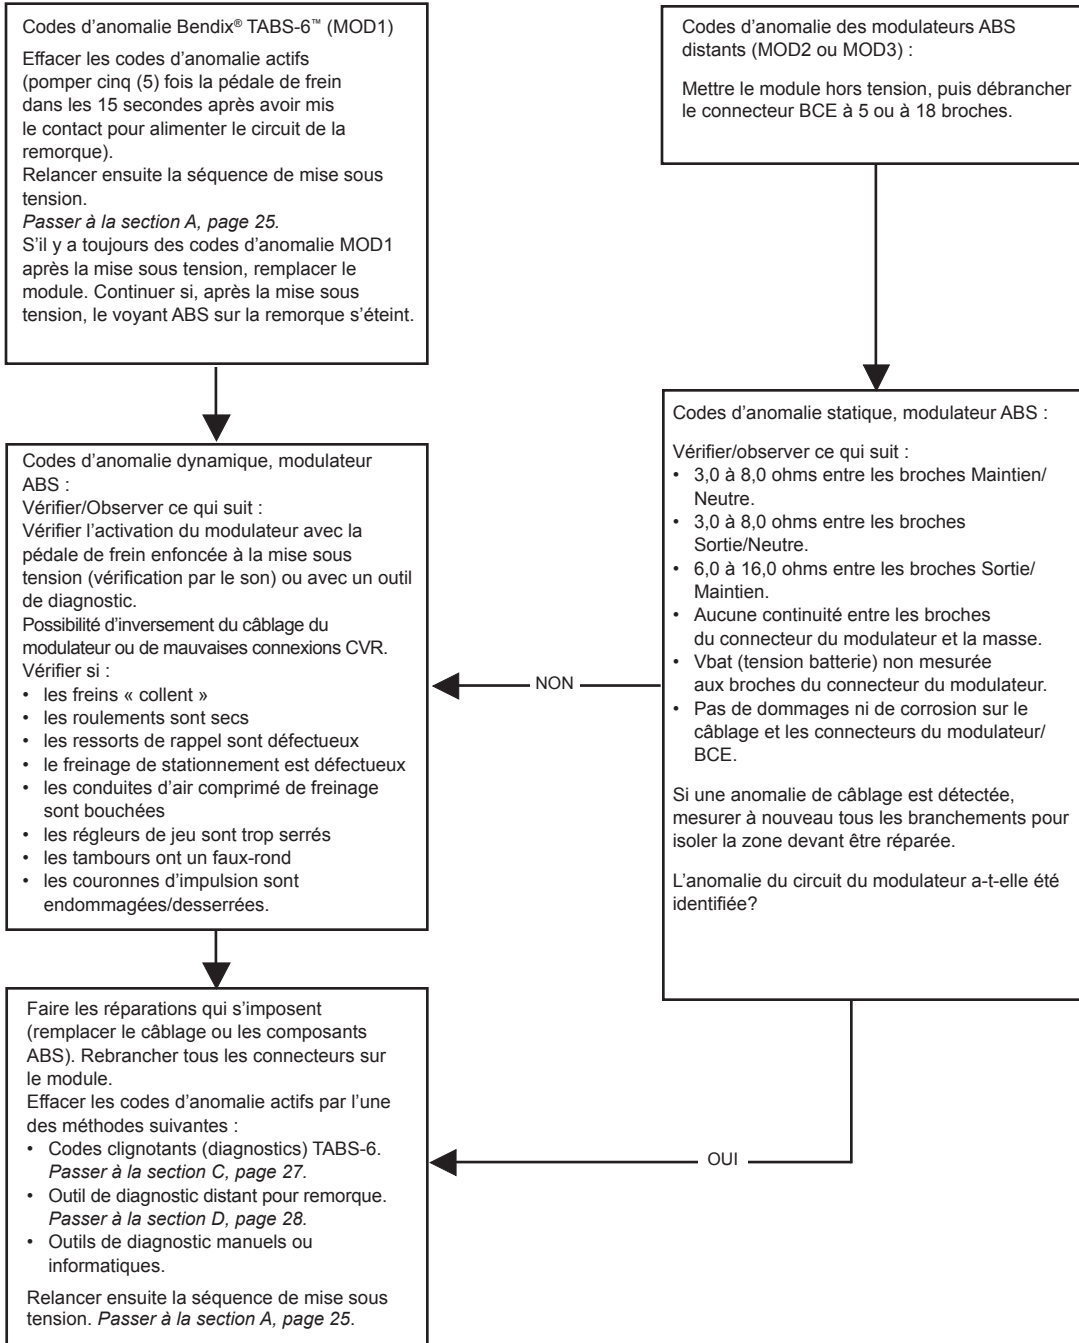 Codes d'anomalie Bendix® TABS-6™ (MOD1)
Effacer les codes d'anomalie actifs
(pomper cinq (5) fois la pédale de frein
dans les 15 secondes après avoir mis
le contact pour alimenter le circuit de la
remorque).
Relancer ensuite la séquence de mise sous
tension.
Passer à la section A, page 25.
S'il y a toujours des codes d'anomalie MOD1
après la mise sous tension, remplacer le
module. Continuer si, après la mise sous
tension, le voyant ABS sur la remorque s'éteint.
Codes d'anomalie des modulateurs ABS
distants (MOD2 ou MOD3) :
Mettre le module hors tension, puis débrancher
le connecteur BCE à 5 ou à 18 broches.
Codes d'anomalie statique, modulateur ABS :
Vérifier/observer ce qui suit :
• 3,0 à 8,0 ohms entre les broches Maintien/
Neutre.
• 3,0 à 8,0 ohms entre les broches
Sortie/Neutre.
• 6,0 à 16,0 ohms entre les broches Sortie/
Maintien.
• Aucune continuité entre les broches
du connecteur du modulateur et la masse.
• Vbat (tension batterie) non mesurée
aux broches du connecteur du modulateur.
• Pas de dommages ni de corrosion sur le
câblage et les connecteurs du modulateur/
BCE.
Si une anomalie de câblage est détectée,
mesurer à nouveau tous les branchements pour
isoler la zone devant être réparée.
L'anomalie du circuit du modulateur a-t-elle été
identifiée?
NON
Codes d'anomalie dynamique, modulateur
ABS :
Vérifier/Observer ce qui suit :
Vérifier l'activation du modulateur avec la
pédale de frein enfoncée à la mise sous
tension (vérification par le son) ou avec un outil
de diagnostic.
Possibilité d'inversement du câblage du
modulateur ou de mauvaises connexions CVR.
Vérifier si :
• les freins « collent »
• les roulements sont secs
• les ressorts de rappel sont défectueux
• le freinage de stationnement est défectueux
• les conduites d'air comprimé de freinage
sont bouchées
• les régleurs de jeu sont trop serrés
• les tambours ont un faux-rond
• les couronnes d'impulsion sont
endommagées/desserrées.
OUI
Faire les réparations qui s'imposent
(remplacer le câblage ou les composants
ABS). Rebrancher tous les connecteurs sur
le module.
Effacer les codes d'anomalie actifs par l'une
des méthodes suivantes :
• Codes clignotants (diagnostics) TABS-6.
Passer à la section C, page 27.
• Outil de diagnostic distant pour remorque.
Passer à la section D, page 28.
• Outils de diagnostic manuels ou
informatiques.
Relancer ensuite la séquence de mise sous
tension. Passer à la section A, page 25.